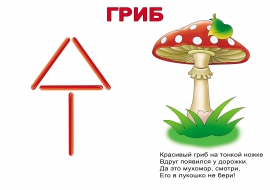 ГРИБ
Красивый гриб на тонкой ножке
Вдруг появился у дорожки.
Да это мухомор, смотри,
Его в лукошко не бери!